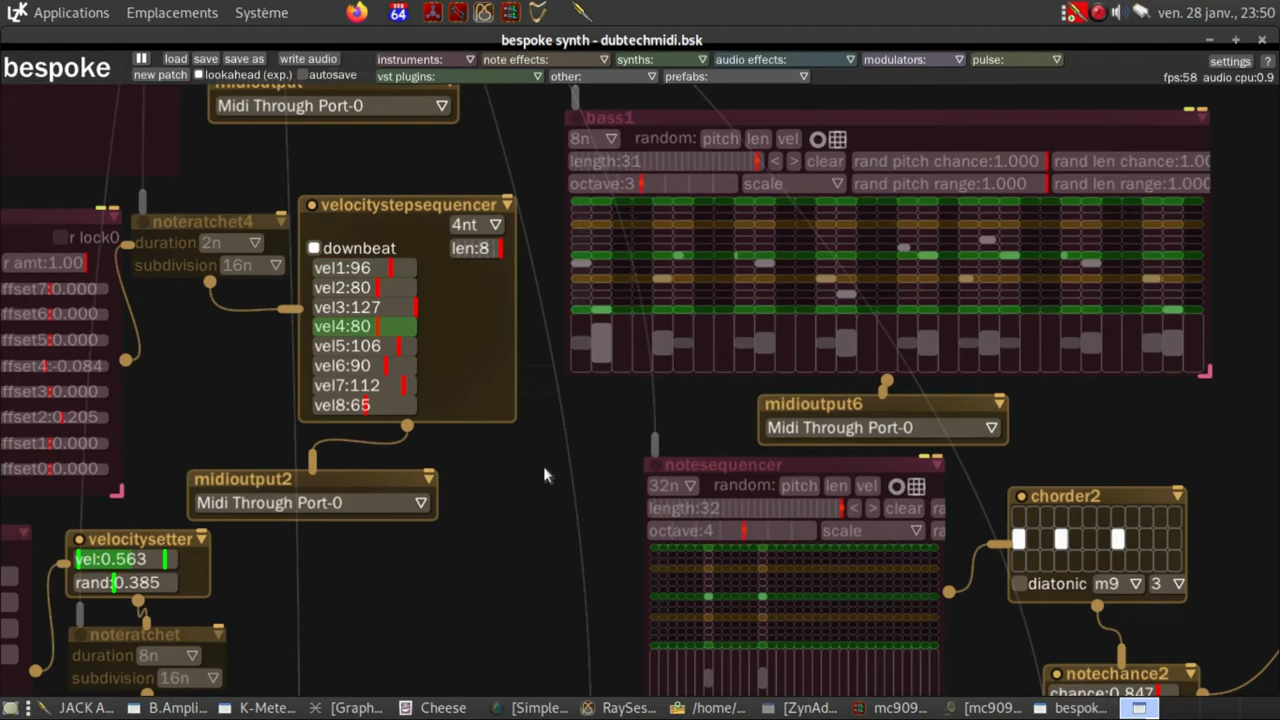 Applications Emplacements Système 64 ven. 28 janv., 23:50
bespoke synth - dubtechmidi.bsk
bespoke load save save as write audio instruments: note effects: synths: audio effects: modulators: pulse: settings ?
new patch lookahead (exp.) autosave vst plugins: other: prefabs: fps:58 audio cpu:0.9
Midi Through Port-0
noteratchet4
duration 2n
subdivision 16n
r lock0
r amt:1.00
ffset7:0.000
ffset6:0.000
ffset5:0.000
ffset4:-0.084
ffset3:0.000
ffset2:0.205
ffset1:0.000
ffset0:0.000
velocitystepsequencer
4nt
downbeat len:8
vel1:96
vel2:80
vel3:127
vel4:80
vel5:106
vel6:90
vel7:112
vel8:65
midioutput2
Midi Through Port-0
velocitysetter
vel:0.563
rand:0.385
noteratchet
duration 8n
subdivision 16n
bass1
8n random: pitch len vel
length:31 < > clear rand pitch chance:1.000 rand len chance:1.0
octave:3 scale rand pitch range:1.000 rand len range:1.00
midioutput6
Midi Through Port-0
notesequencer
32n random: pitch len vel
length:32 < > clear ra
octave:4 scale ra
chorder2
diatonic m9 3
notechance2
chance:0.847
JACK A... B.Ampli... K-Mete... [Graph... Cheese [Simple... RaySes... /home/... [ZynAd... mc909... [mc909... bespok...